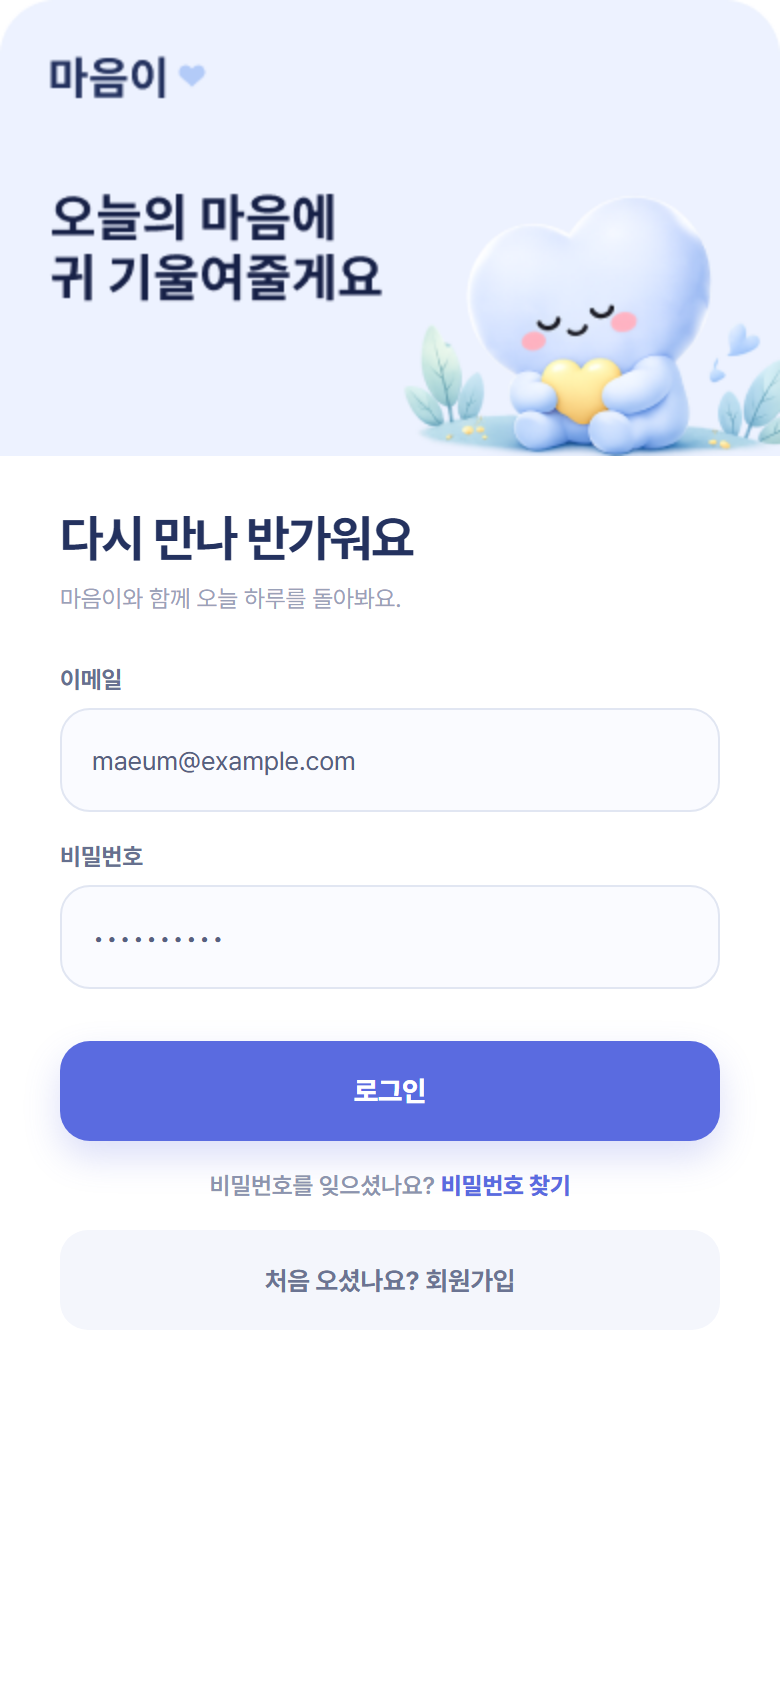 마음이
오늘의 마음에
귀 기울여줄게요
다시 만나 반가워요
마음이와 함께 오늘 하루를 돌아봐요.
이메일
maeum@example.com
비밀번호
••••••••••
로그인
비밀번호를 잊으셨나요? 비밀번호 찾기
처음 오셨나요? 회원가입